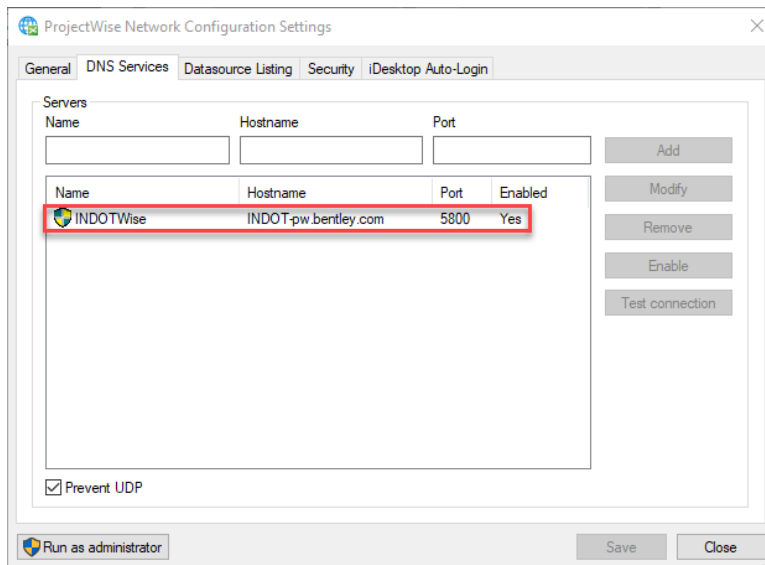 ProjectWise Network Configuration Settings
General DNS Services Datasource Listing Security iDesktop Auto-Login
Servers
Name Hostname Port
Add
Name Hostname Port Enabled
Modify
INDOTWise INDOT-pw.bentley.com 5800 Yes
Remove
Enable
Test connection
Prevent UDP
Run as administrator Save Close